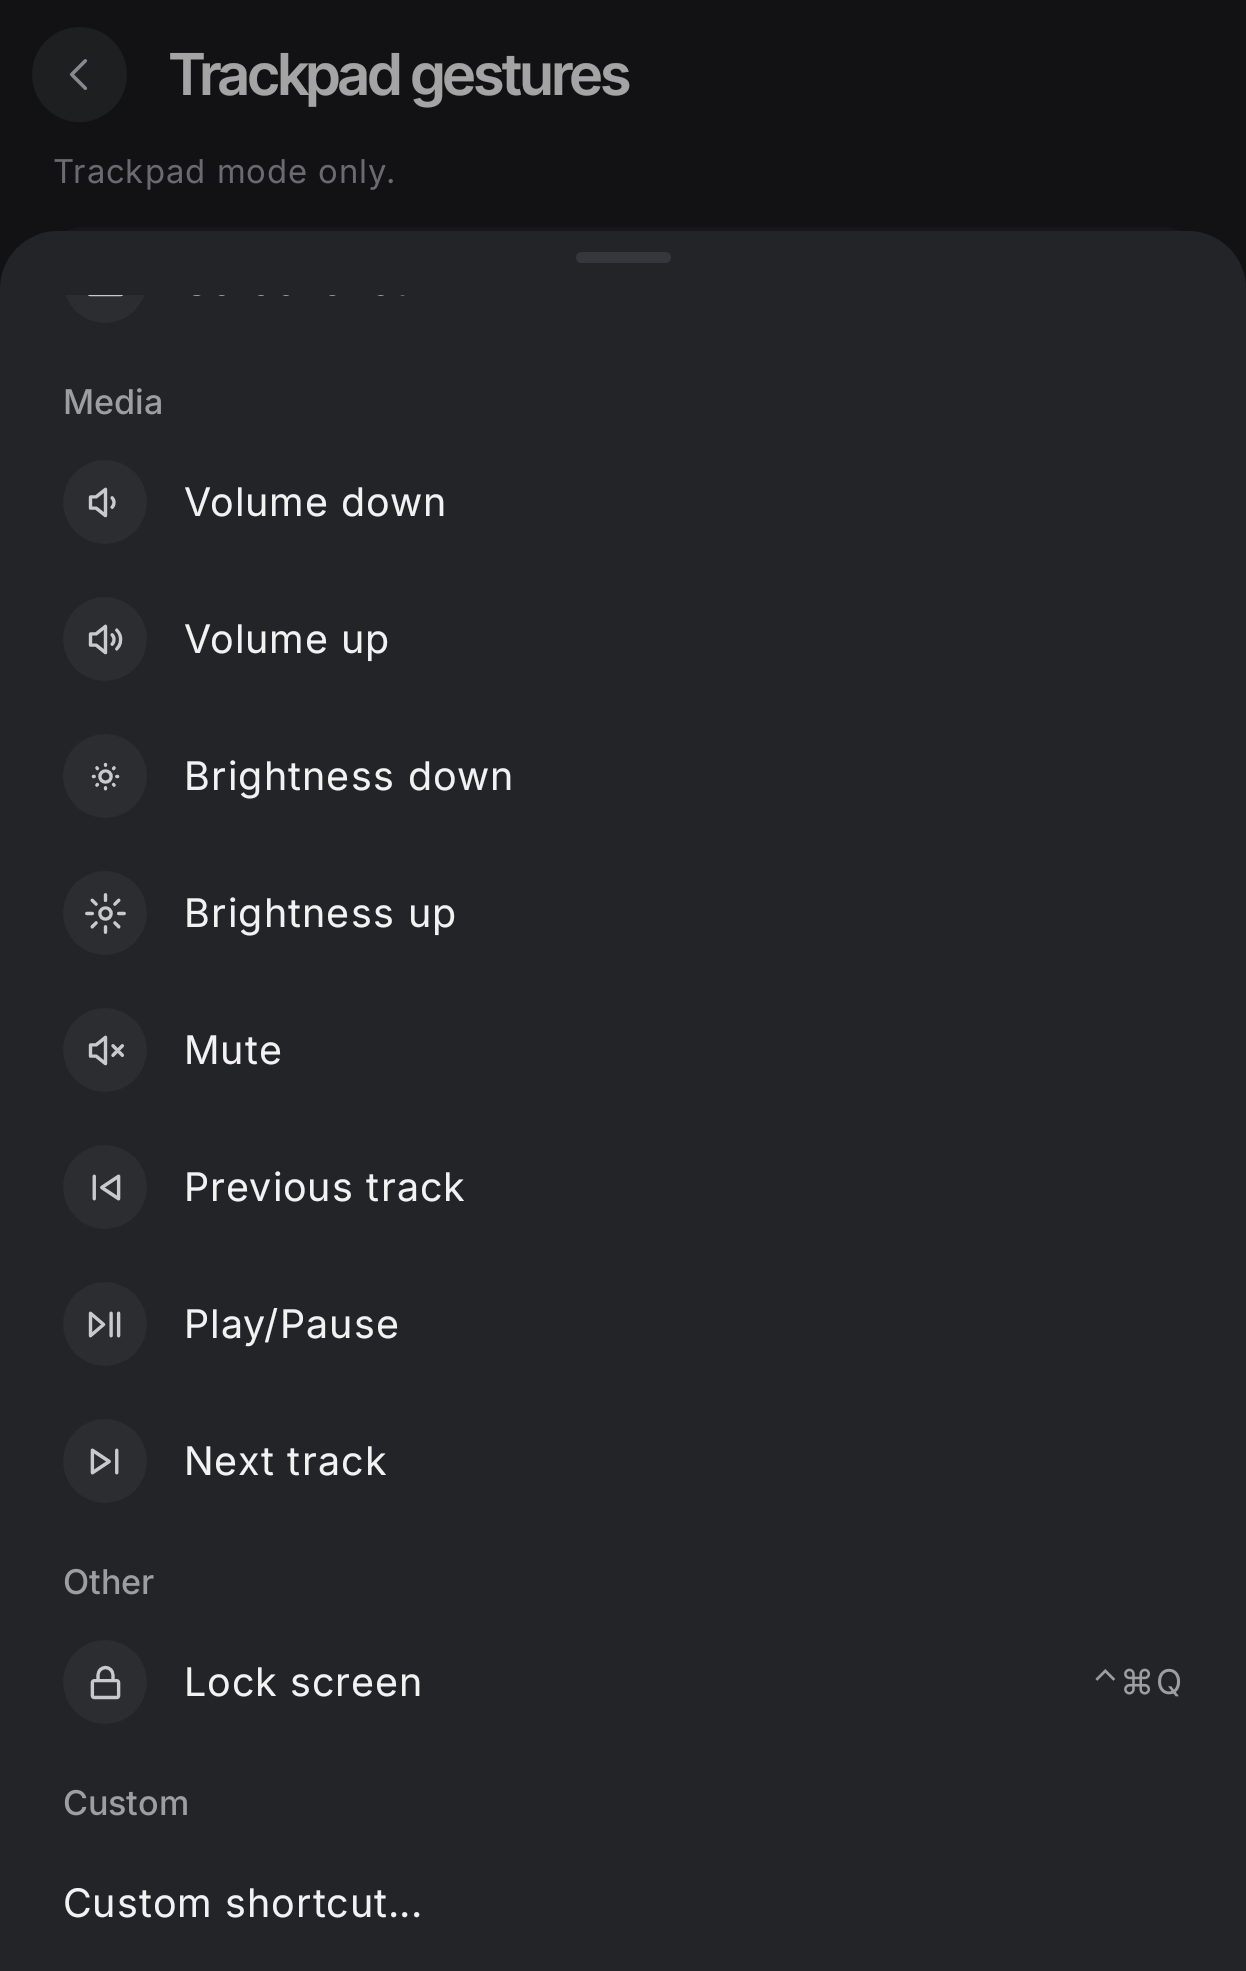 Trackpad gestures
Trackpad mode only.
Media
Volume down
Volume up
Brightness down
Brightness up
Mute
Previous track
Play/Pause
Next track
Other
Lock screen
^⌘Q
Custom
Custom shortcut...